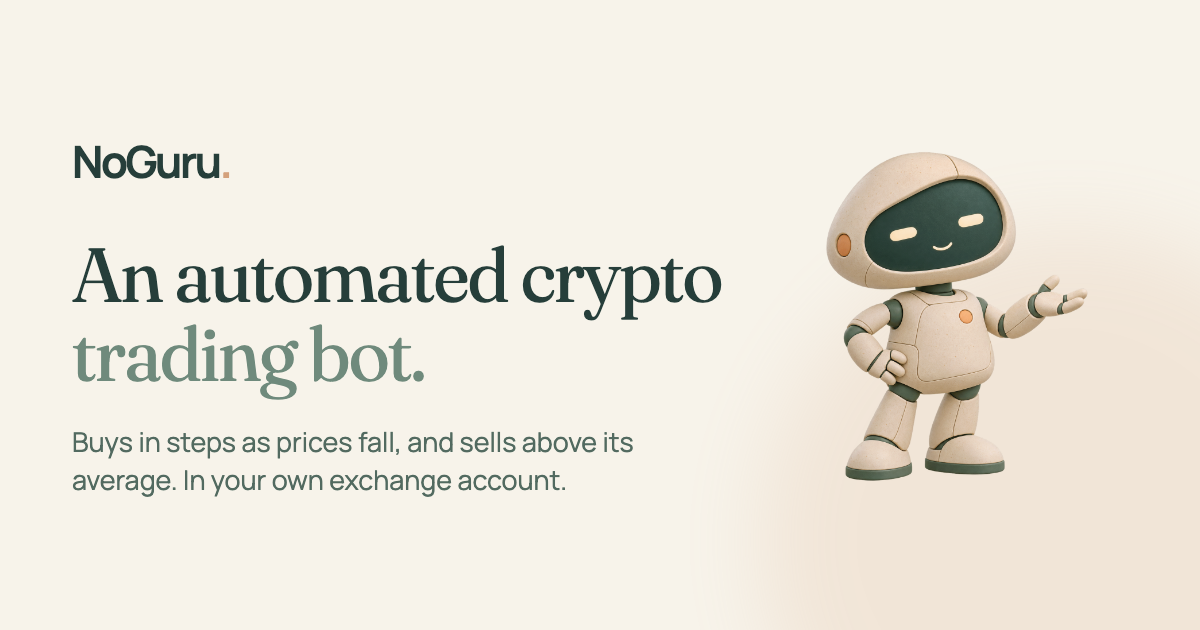 NoGuru.
An automated crypto
trading bot.
Buys in steps as prices fall, and sells above its
average. In your own exchange account.